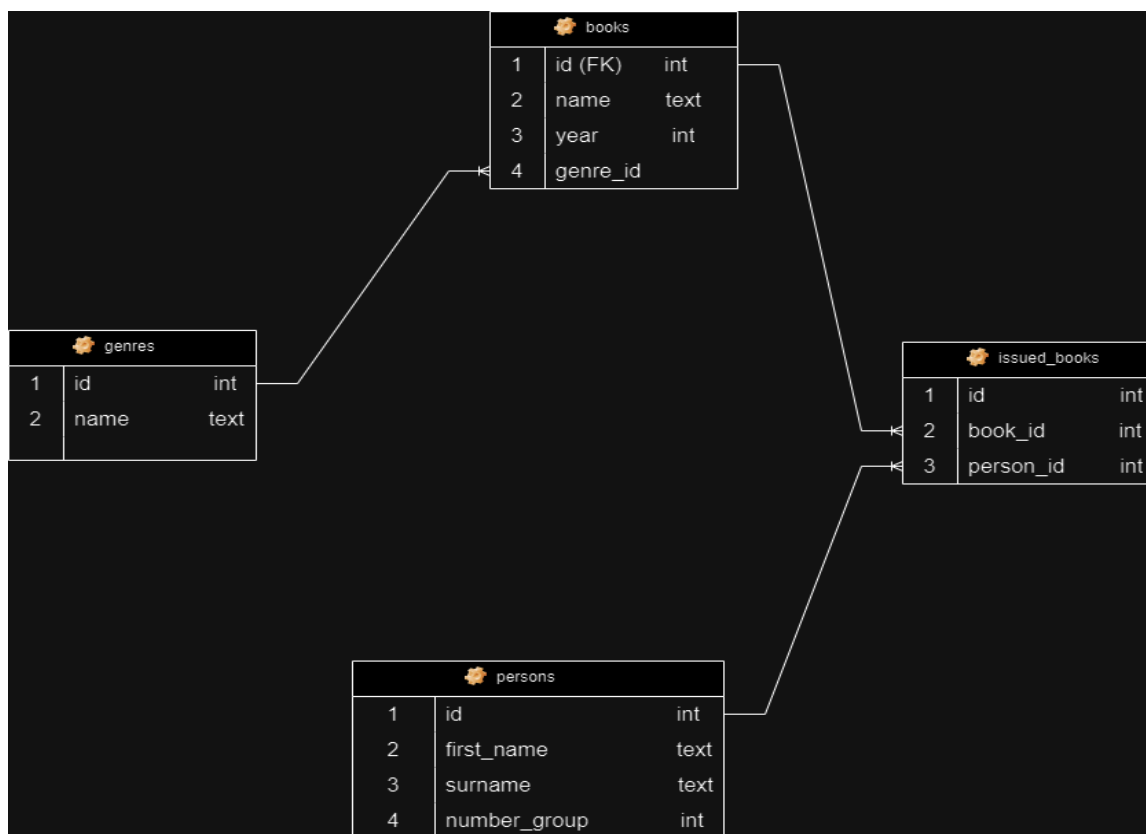 books
1 id (FK) int
2 name text
3 year int
4 genre_id
genres
1 id int
2 name text
issued_books
1 id int
2 book_id int
3 person_id int
persons
1 id int
2 first_name text
3 surname text
4 number_group int